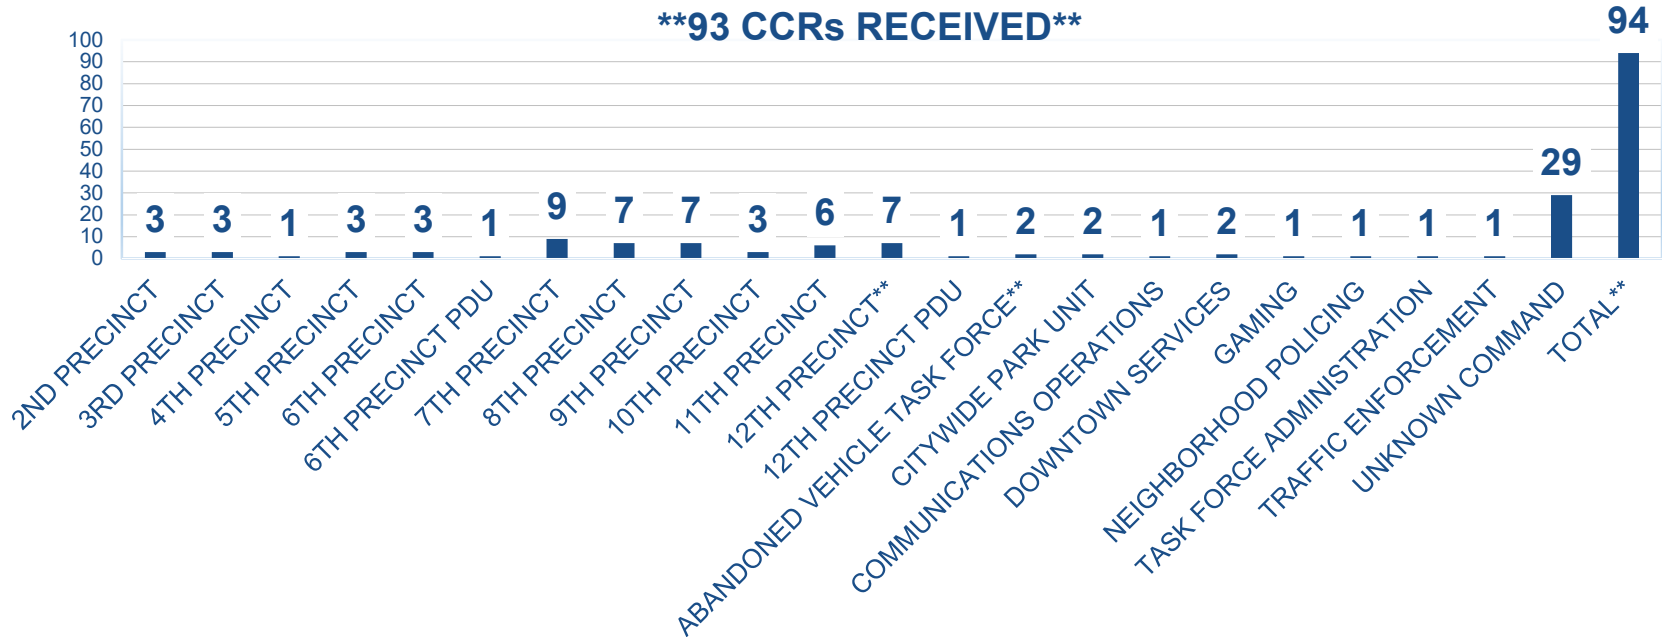 **93 CCRs RECEIVED**
100
90
80
70
60
50
40
30
20
10
0
3
3
1
3
3
1
9
7
7
3
6
7
1
2
2
1
2
1
1
1
1
29
94
2ND PRECINCT
3RD PRECINCT
4TH PRECINCT
5TH PRECINCT
6TH PRECINCT
6TH PRECINCT PDU
7TH PRECINCT
8TH PRECINCT
9TH PRECINCT
10TH PRECINCT
11TH PRECINCT
12TH PRECINCT**
12TH PRECINCT PDU
ABANDONED VEHICLE TASK FORCE**
CITYWIDE PARK UNIT
COMMUNICATIONS OPERATIONS
DOWNTOWN SERVICES
GAMING
NEIGHBORHOOD POLICING
TASK FORCE ADMINISTRATION
TRAFFIC ENFORCEMENT
UNKNOWN COMMAND
TOTAL**